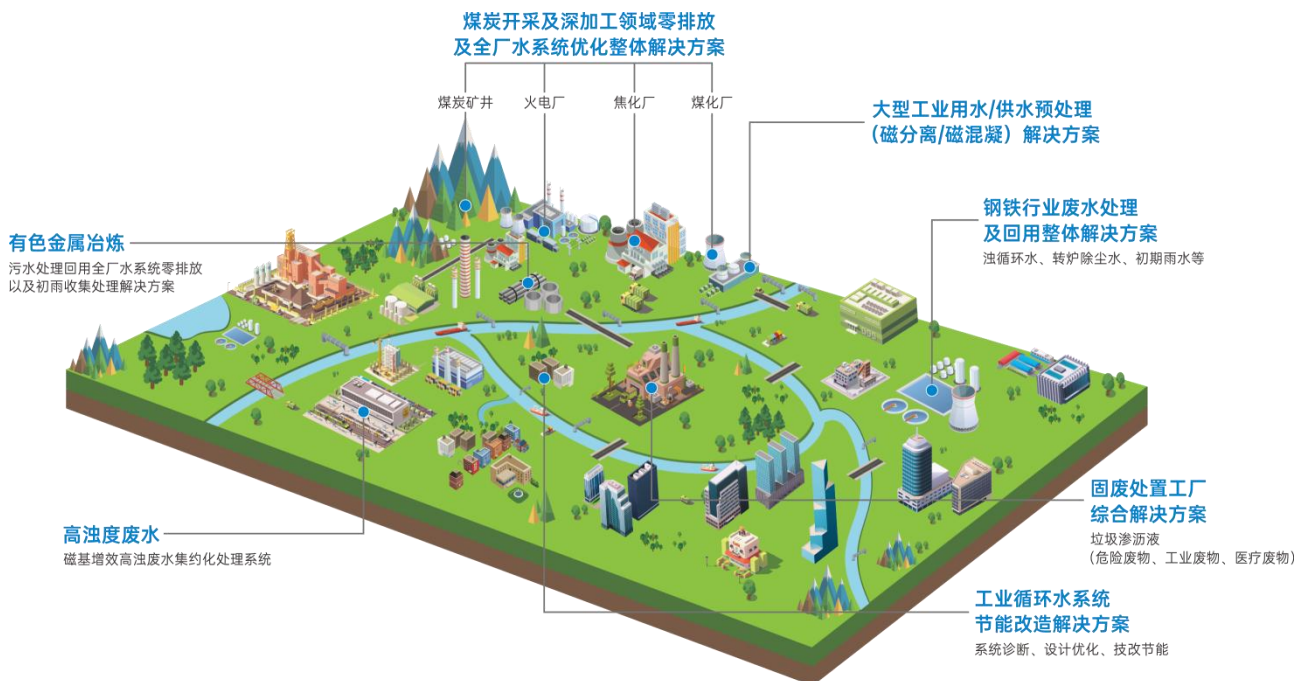 煤炭开采及深加工领域零排放
及全厂水系统优化整体解决方案
煤炭矿井
火电厂
焦化厂
煤化厂
大型工业用水/供水预处理
（磁分离/磁混凝）解决方案
钢铁行业废水处理
及回用整体解决方案
浊循环水、转炉除尘水、初期雨水等
有色金属冶炼
污水处理回用全厂水系统零排放
以及初雨收集处理解决方案
固废处置工厂
综合解决方案
垃圾渗沥液
（危险废物、工业废物、医疗废物）
高浊度废水
磁基增效高浊废水集约化处理系统
工业循环水系统
节能改造解决方案
系统诊断、设计优化、技改节能